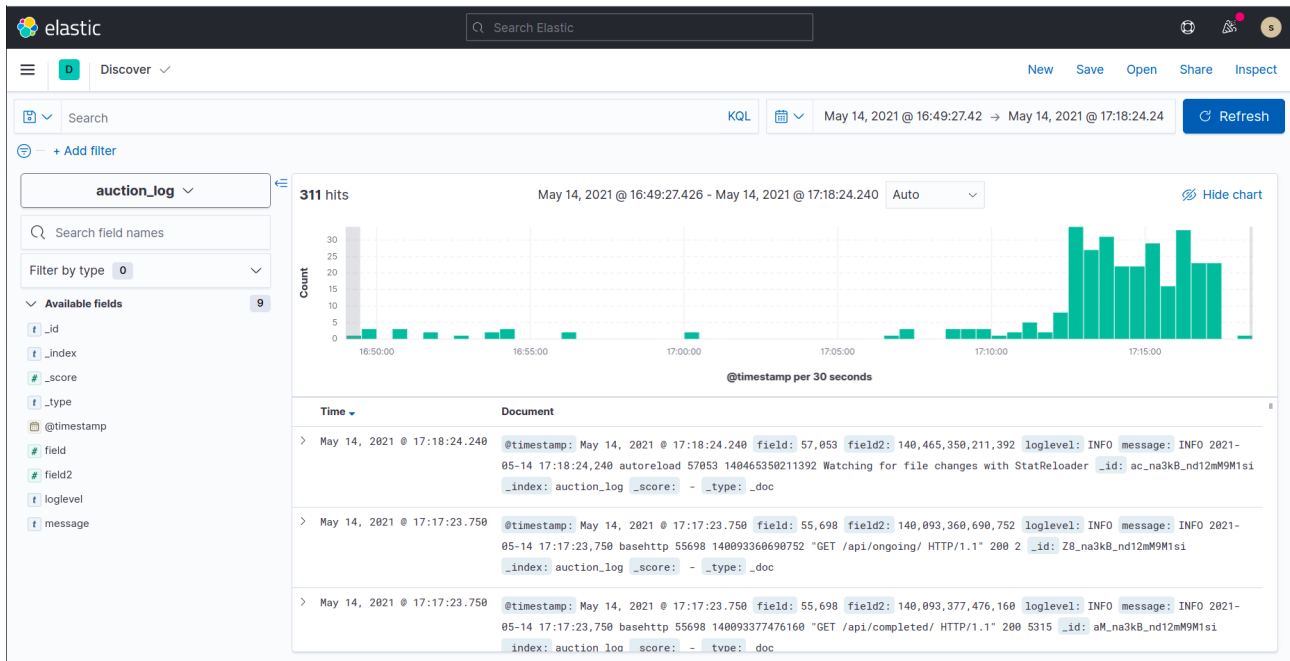 elastic
Search Elastic
s
D
Discover
New Save Open Share Inspect
Search
KQL
May 14, 2021 @ 16:49:27.42 → May 14, 2021 @ 17:18:24.24
Refresh
+ Add filter
auction_log
Search field names
Filter by type 0
Available fields 9
t _id
t _index
# _score
t _type
@timestamp
# field
# field2
t loglevel
t message
311 hits
May 14, 2021 @ 16:49:27.426 - May 14, 2021 @ 17:18:24.240
Auto
Hide chart
Count
30
25
20
15
10
5
0
16:50:00 16:55:00 17:00:00 17:05:00 17:10:00 17:15:00
@timestamp per 30 seconds
Time Document
May 14, 2021 @ 17:18:24.240 @timestamp: May 14, 2021 @ 17:18:24.240 field: 57,053 field2: 140,465,350,211,392 loglevel: INFO message: INFO 2021-
05-14 17:18:24,240 autoreload 57053 140465350211392 Watching for file changes with StatReloader _id: ac_na3kB_nd12mM9M1si
_index: auction_log _score: - _type: _doc
May 14, 2021 @ 17:17:23.750 @timestamp: May 14, 2021 @ 17:17:23.750 field: 55,698 field2: 140,093,360,690,752 loglevel: INFO message: INFO 2021-
05-14 17:17:23,750 basehttp 55698 140093360690752 "GET /api/ongoing/ HTTP/1.1" 200 2 _id: Z8_na3kB_nd12mM9M1si
_index: auction_log _score: - _type: _doc
May 14, 2021 @ 17:17:23.750 @timestamp: May 14, 2021 @ 17:17:23.750 field: 55,698 field2: 140,093,377,476,160 loglevel: INFO message: INFO 2021-
05-14 17:17:23,750 basehttp 55698 140093377476160 "GET /api/completed/ HTTP/1.1" 200 5315 _id: aM_na3kB_nd12mM9M1si
_index: auction_log _score: - _type: _doc